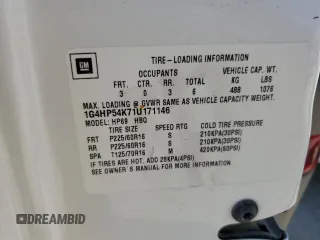 GM
TIRE-LOADING INFORMATION
OCCUPANTS VEHICLE CAP. WT.
FRT. CTR. RR. TOTAL KG LBS
3 0 3 6 488 1076
MAX. LOADING @ GVWR SAME AS VEHICLE CAPACITY WEIGHT.
1G4HP54K71U171146
MODEL: HP69 H8Q
TIRE SIZE SPEED RTG COLD TIRE PRESSURE
FRT P225/60R16 S 210KPA(30PSI)
RR P225/60R16 S 210KPA(30PSI)
SPA T125/70R16 M 420KPA(60PSI)
IF TIRES ARE HOT, ADD 28KPA(4PSI)
SEE OWNER'S MANUAL FOR MORE INFORMATION
DREAMBID